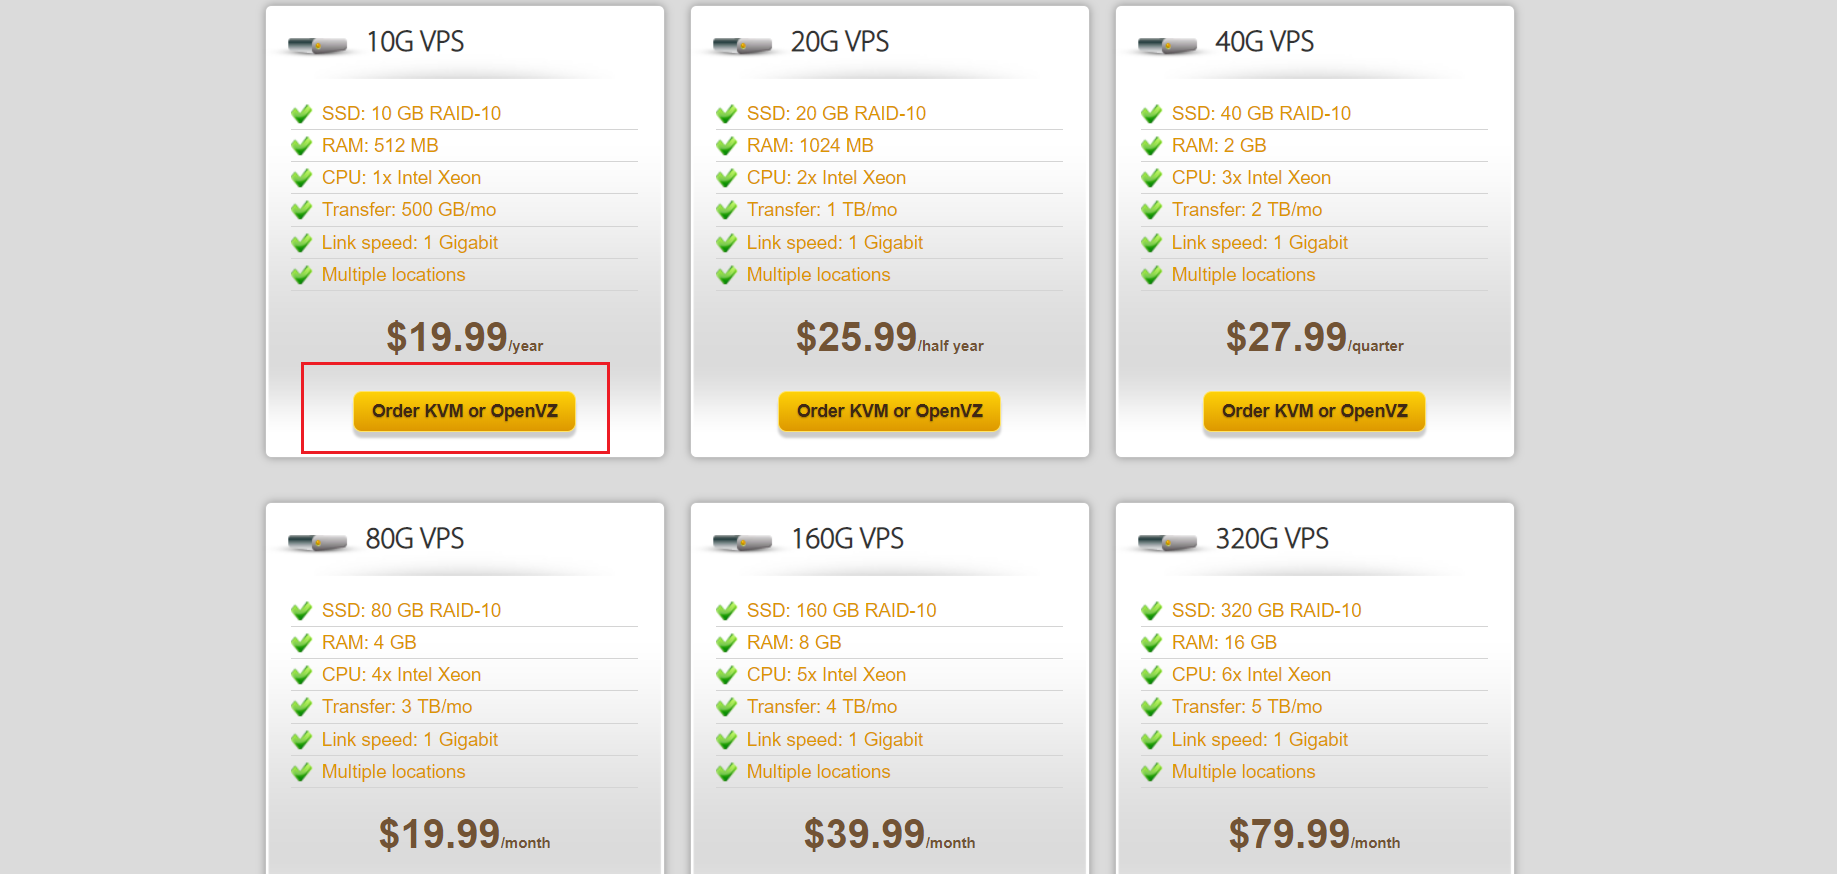 10G VPS
SSD: 10 GB RAID-10
RAM: 512 MB
CPU: 1x Intel Xeon
Transfer: 500 GB/mo
Link speed: 1 Gigabit
Multiple locations
$19.99/year
Order KVM or OpenVZ
20G VPS
SSD: 20 GB RAID-10
RAM: 1024 MB
CPU: 2x Intel Xeon
Transfer: 1 TB/mo
Link speed: 1 Gigabit
Multiple locations
$25.99/half year
Order KVM or OpenVZ
40G VPS
SSD: 40 GB RAID-10
RAM: 2 GB
CPU: 3x Intel Xeon
Transfer: 2 TB/mo
Link speed: 1 Gigabit
Multiple locations
$27.99/quarter
Order KVM or OpenVZ
80G VPS
SSD: 80 GB RAID-10
RAM: 4 GB
CPU: 4x Intel Xeon
Transfer: 3 TB/mo
Link speed: 1 Gigabit
Multiple locations
$19.99/month
160G VPS
SSD: 160 GB RAID-10
RAM: 8 GB
CPU: 5x Intel Xeon
Transfer: 4 TB/mo
Link speed: 1 Gigabit
Multiple locations
$39.99/month
320G VPS
SSD: 320 GB RAID-10
RAM: 16 GB
CPU: 6x Intel Xeon
Transfer: 5 TB/mo
Link speed: 1 Gigabit
Multiple locations
$79.99/month